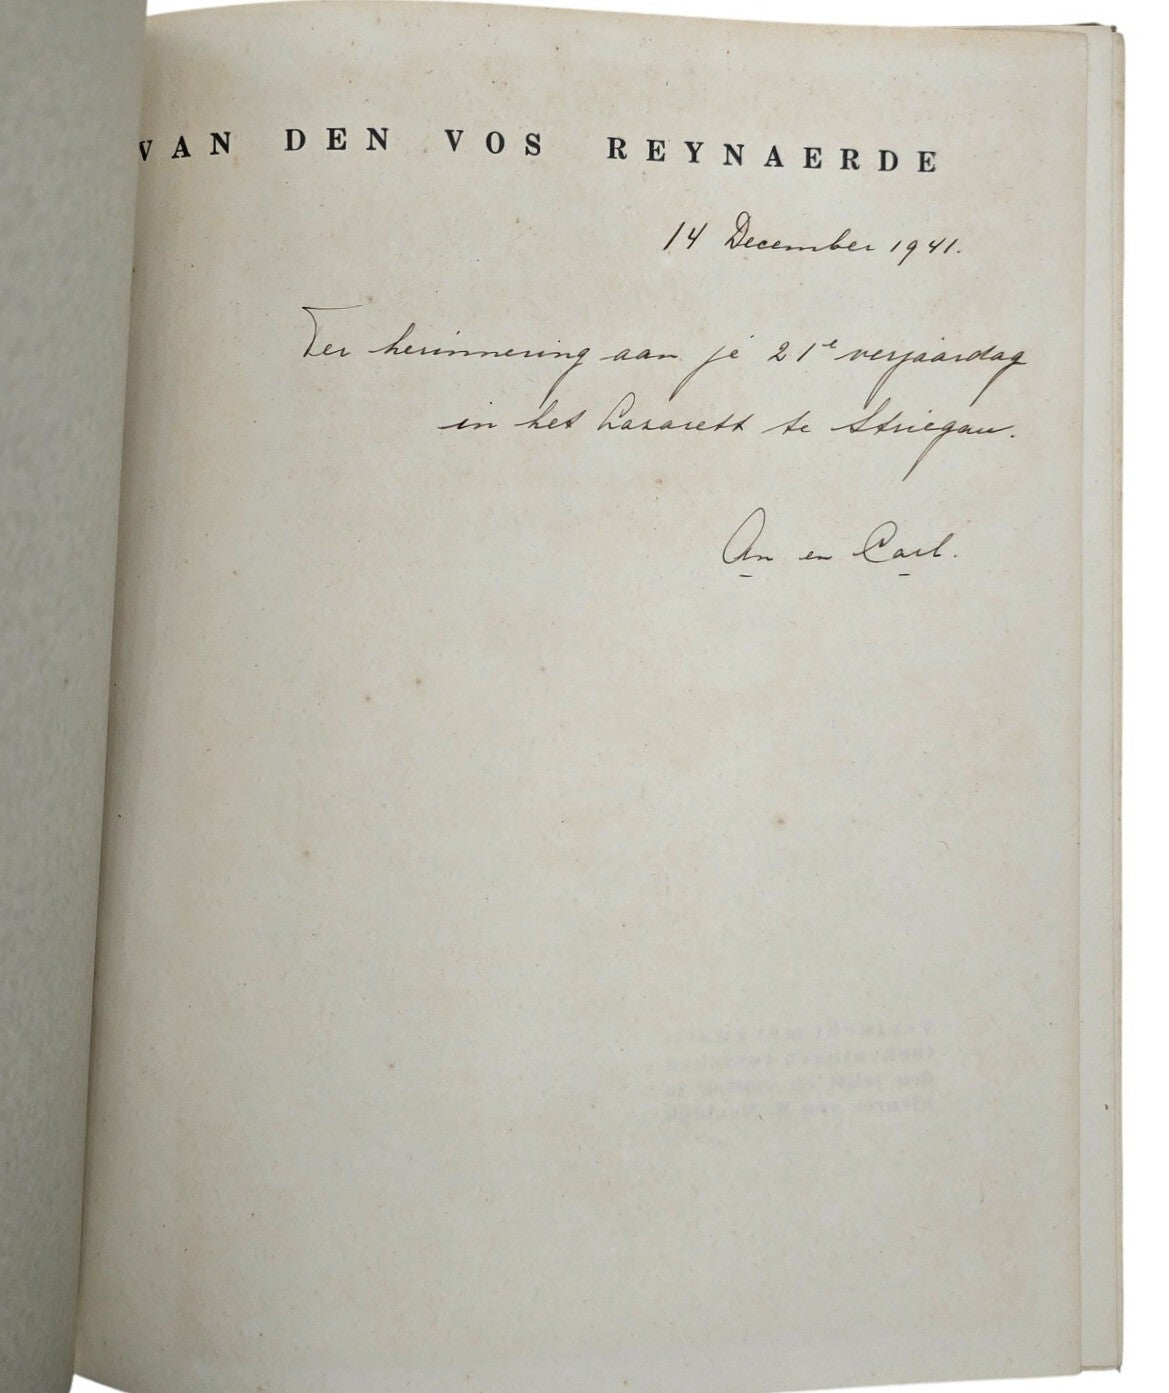 VAN DEN VOS REYNAERDE
14 December 1941.
Ter herinnering aan je 21e verjaardag
in het Lazarett te Striegau.
An en Carl.